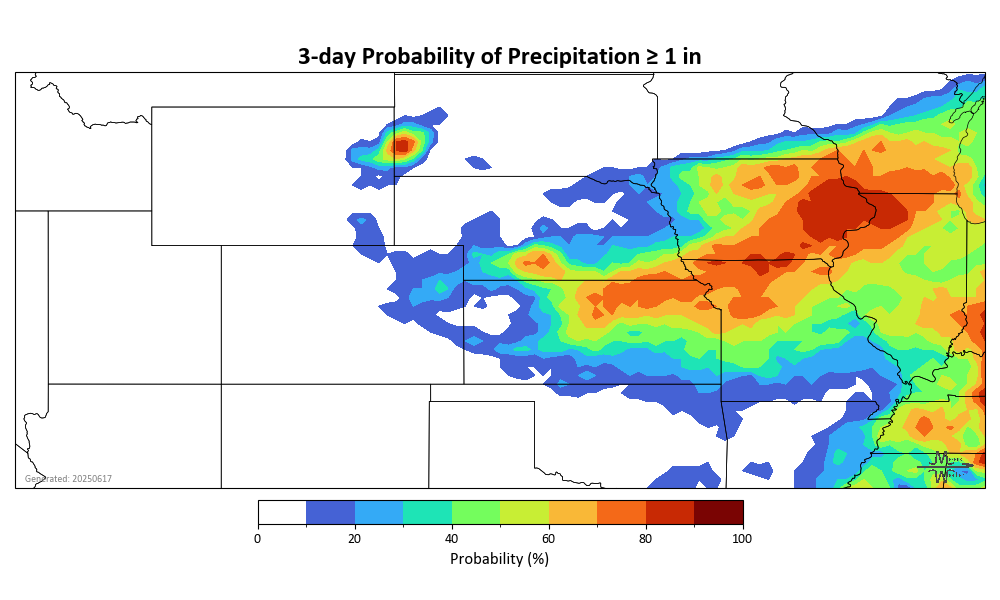 3-day Probability of Precipitation ≥ 1 in
Generated: 20250617
0 20 40 60 80 100
Probability (%)